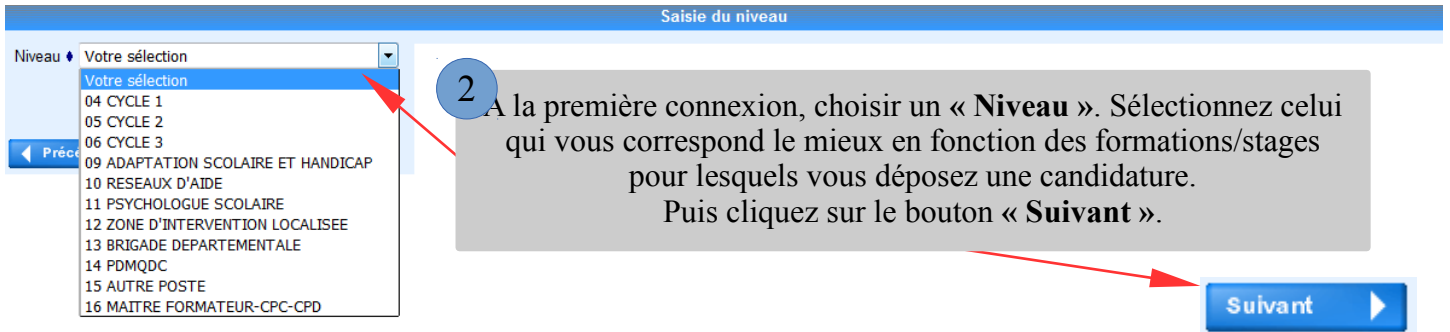 Saisie du niveau
Niveau Votre sélection
Votre sélection
04 CYCLE 1
05 CYCLE 2
06 CYCLE 3
09 ADAPTATION SCOLAIRE ET HANDICAP
10 RESEAUX D'AIDE
11 PSYCHOLOGUE SCOLAIRE
12 ZONE D'INTERVENTION LOCALISEE
13 BRIGADE DEPARTEMENTALE
14 PDMQDC
15 AUTRE POSTE
16 MAITRE FORMATEUR-CPC-CPD
Précé
2
A la première connexion, choisir un « Niveau ». Sélectionnez celui
qui vous correspond le mieux en fonction des formations/stages
pour lesquels vous déposez une candidature.
Puis cliquez sur le bouton « Suivant ».
Suivant